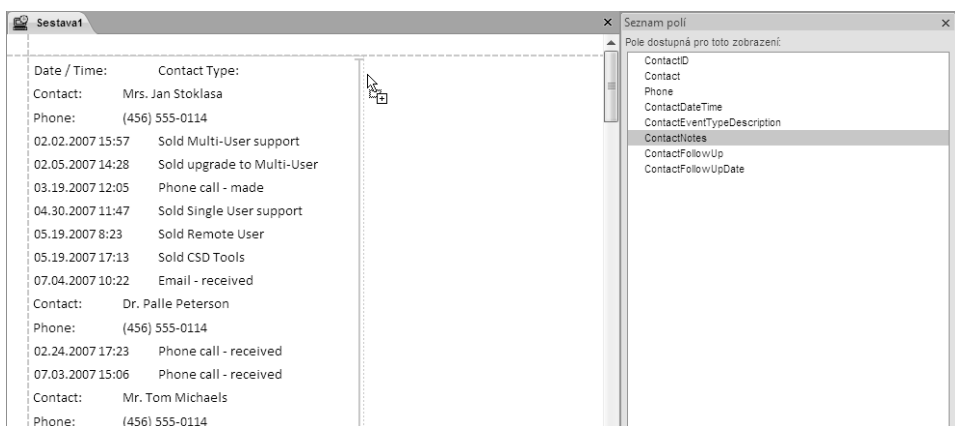 Sestava1
Date / Time: Contact Type:
Contact: Mrs. Jan Stoklasa
Phone: (456) 555-0114
02.02.2007 15:57 Sold Multi-User support
02.05.2007 14:28 Sold upgrade to Multi-User
03.19.2007 12:05 Phone call - made
04.30.2007 11:47 Sold Single User support
05.19.2007 8:23 Sold Remote User
05.19.2007 17:13 Sold CSD Tools
07.04.2007 10:22 Email - received
Contact: Dr. Palle Peterson
Phone: (456) 555-0114
02.24.2007 17:23 Phone call - received
07.03.2007 15:06 Phone call - received
Contact: Mr. Tom Michaels
Phone: (456) 555-0114
Seznam polí
Pole dostupná pro toto zobrazení:
ContactID
Contact
Phone
ContactDateTime
ContactEventTypeDescription
ContactNotes
ContactFollowUp
ContactFollowUpDate